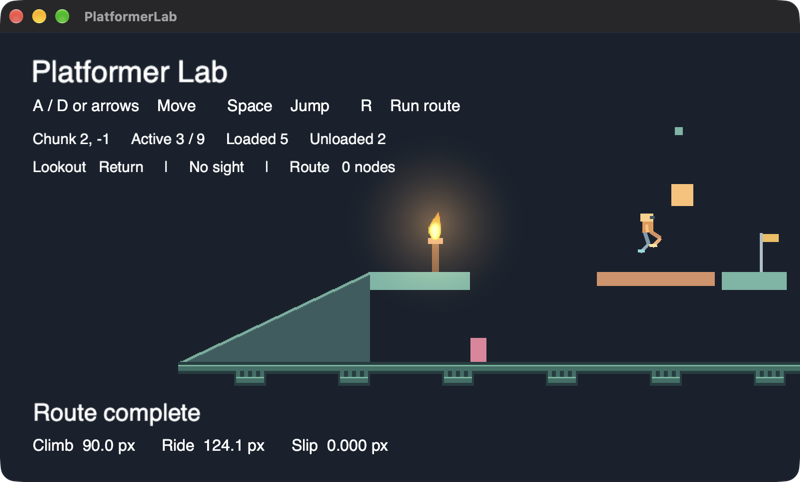 PlatformerLab
Platformer Lab
A / D or arrows Move Space Jump R Run route
Chunk 2, -1 Active 3 / 9 Loaded 5 Unloaded 2
Lookout Return | No sight | Route 0 nodes
Route complete
Climb 90.0 px Ride 124.1 px Slip 0.000 px